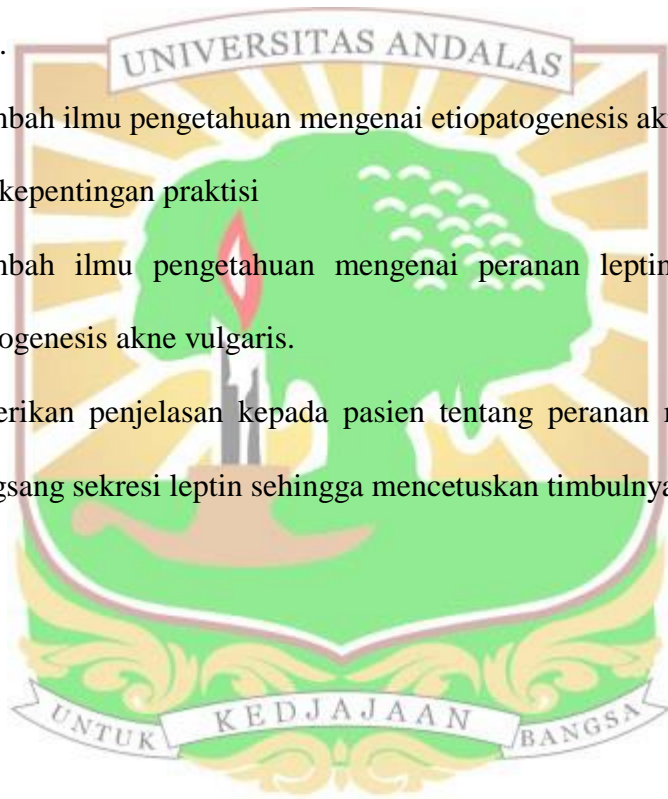 .
UNIVERSITAS ANDALAS
mbah ilmu pengetahuan mengenai etiopatogenesis ak
kepentingan praktisi
mbah ilmu pengetahuan mengenai peranan leptin
ogenesis akne vulgaris.
erikan penjelasan kepada pasien tentang peranan
gsang sekresi leptin sehingga mencetuskan timbulnya
UNTUK KEDJAJAAN BANGSA